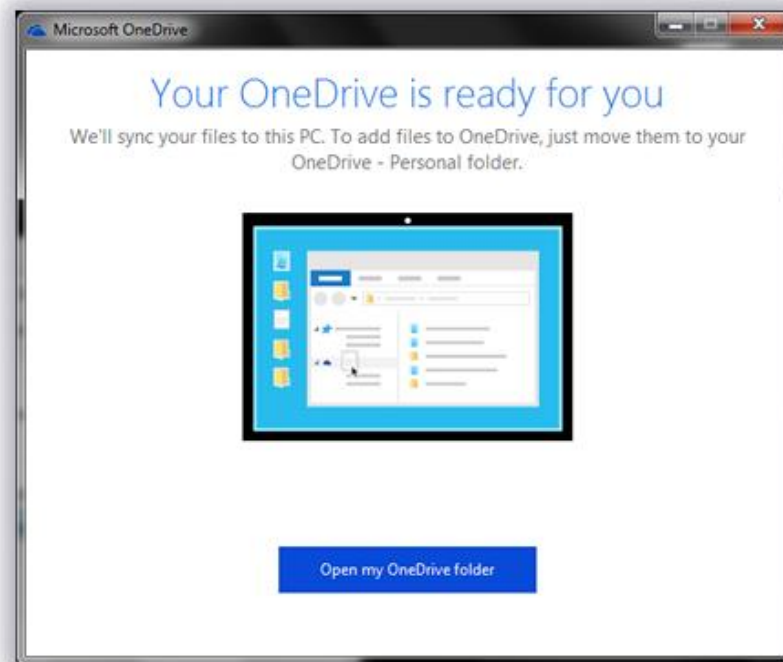 Microsoft OneDrive
Your OneDrive is ready for you
We'll sync your files to this PC. To add files to OneDrive, just move them to your
OneDrive - Personal folder.
Open my OneDrive folder